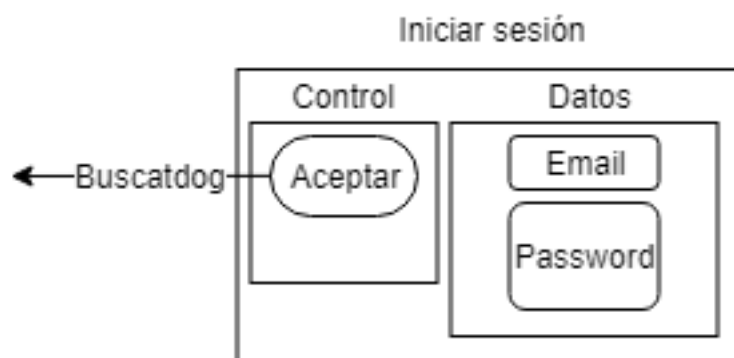 Iniciar sesión
Control
Datos
Buscatdog
Aceptar
Email
Password